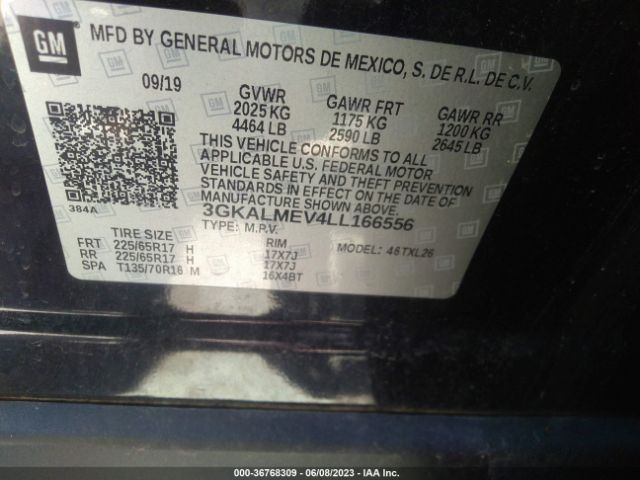 GM
MFD BY GENERAL MOTORS DE MEXICO, S. DE R.L. DE C.V.
09/19 GVWR GAWR FRT GAWR RR
2025 KG 1175 KG 1200 KG
4464 LB 2590 LB 2645 LB
THIS VEHICLE CONFORMS TO ALL
APPLICABLE U.S. FEDERAL MOTOR
VEHICLE SAFETY AND THEFT PREVENTION
STANDARDS IN EFFECT ON THE DATE OF
MANUFACTURE SHOWN ABOVE.
384A 3GKALMEV4LL166556
TYPE: M.P.V. MODEL: 46TXL26
TIRE SIZE RIM
FRT 225/65R17 H 17X7J
RR 225/65R17 H 17X7J
SPA T135/70R16 M 16X4BT
000-36768309 | 06/08/2023 | IAA Inc.